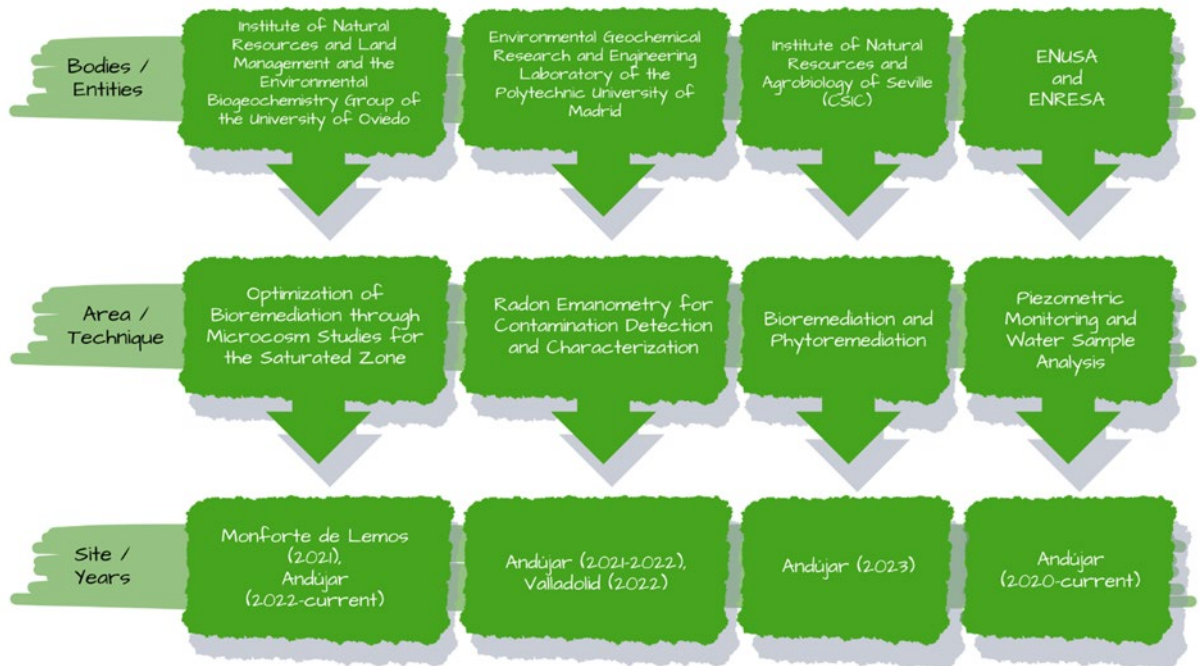 Bodies /
Entities
Institute of Natural
Resources and Land
Management and the
Environmental
Biogeochemistry Group of
the University of Oviedo
Environmental Geochemical
Research and Engineering
Laboratory of the
Polytechnic University of
Madrid
Institute of Natural
Resources and
Agrobiology of Seville
(CSIC)
ENUSA
and
ENRESA
Area /
Technique
Optimization of
Bioremediation through
Microcosm Studies for
the Saturated Zone
Radon Emanometry for
Contamination Detection
and Characterization
Bioremediation and
Phytoremediation
Piezometric
Monitoring and
Water Sample
Analysis
Site /
Years
Monforte de Lemos
(2021),
Andújar
(2022-current)
Andújar (2021-2022),
Valladolid (2022)
Andújar (2023)
Andújar
(2020-current)